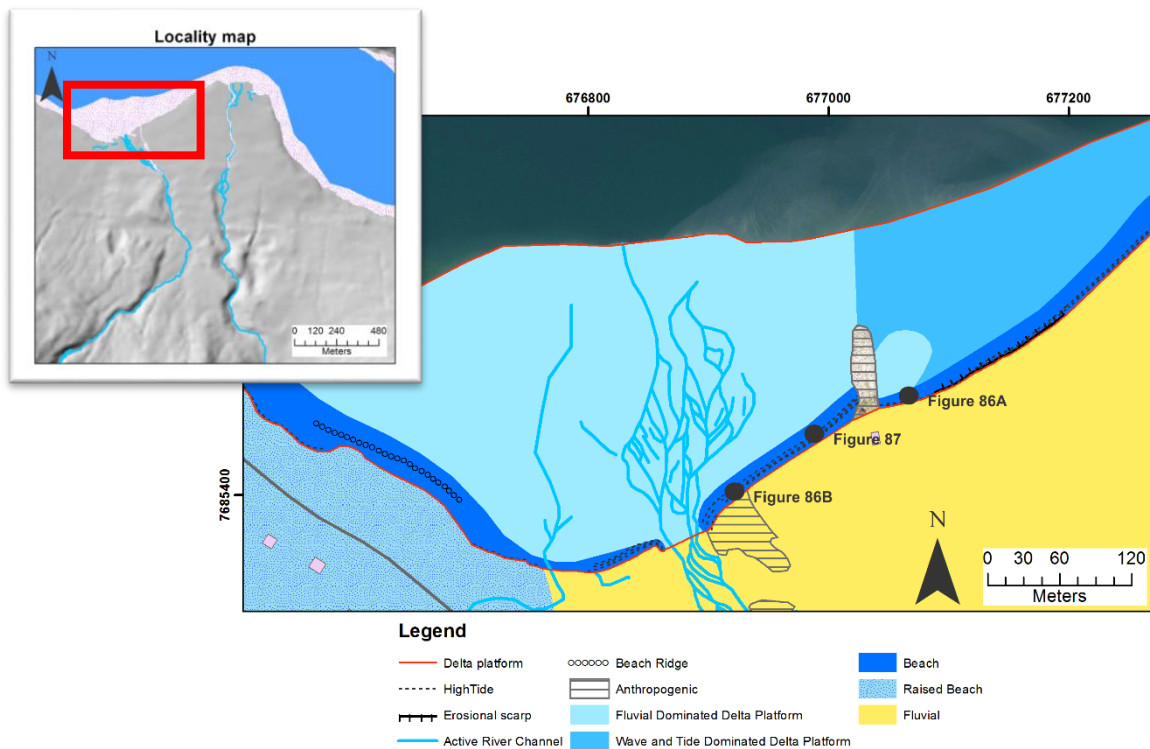 Locality map
N
0 120 240 480
Meters
676800 677000 677200
7685400
Figure 86A
Figure 87
Figure 86B
N
0 30 60 120
Meters
Legend
Delta platform
HighTide
Erosional scarp
Active River Channel
Beach Ridge
Anthropogenic
Fluvial Dominated Delta Platform
Wave and Tide Dominated Delta Platform
Beach
Raised Beach
Fluvial